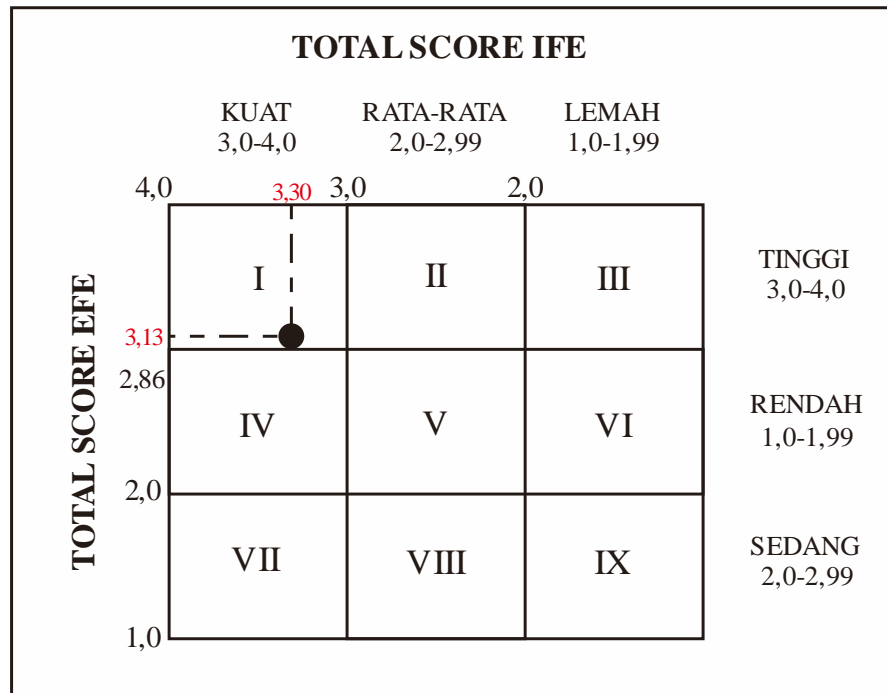 TOTAL SCORE IFE
KUAT RATA-RATA LEMAH
3,0-4,0 2,0-2,99 1,0-1,99
4,0 3,30 3,0 2,0
TOTAL SCORE EFE
I II III
TINGGI
3,0-4,0
3,13
2,86
IV V VI
RENDAH
1,0-1,99
2,0
VII VIII IX
SEDANG
2,0-2,99
1,0